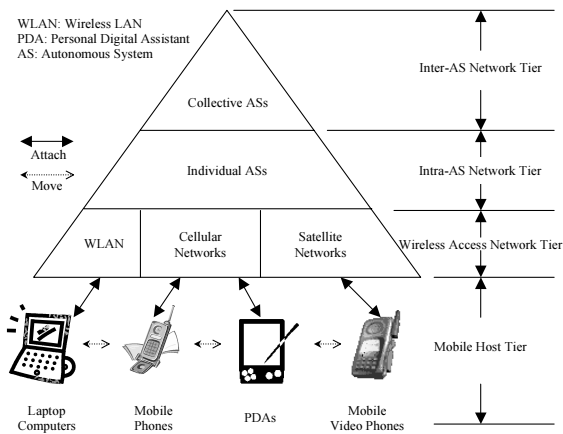 WLAN: Wireless LAN
PDA: Personal Digital Assistant
AS: Autonomous System
Inter-AS Network Tier
Collective ASs
Attach
Move
Individual ASs
Intra-AS Network Tier
WLAN
Cellular
Networks
Satellite
Networks
Wireless Access Network Tier
Mobile Host Tier
Laptop
Computers
Mobile
Phones
PDAs
Mobile
Video Phones